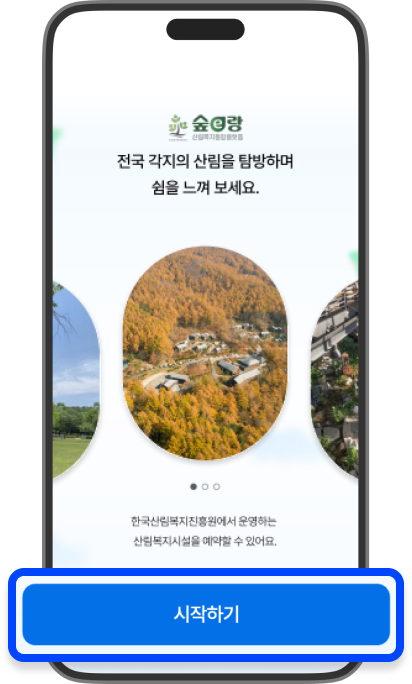 숲e랑
산림복지통합플랫폼
전국 각지의 산림을 탐방하며
쉼을 느껴 보세요.
한국산림복지진흥원에서 운영하는
산림복지시설을 예약할 수 있어요.
시작하기